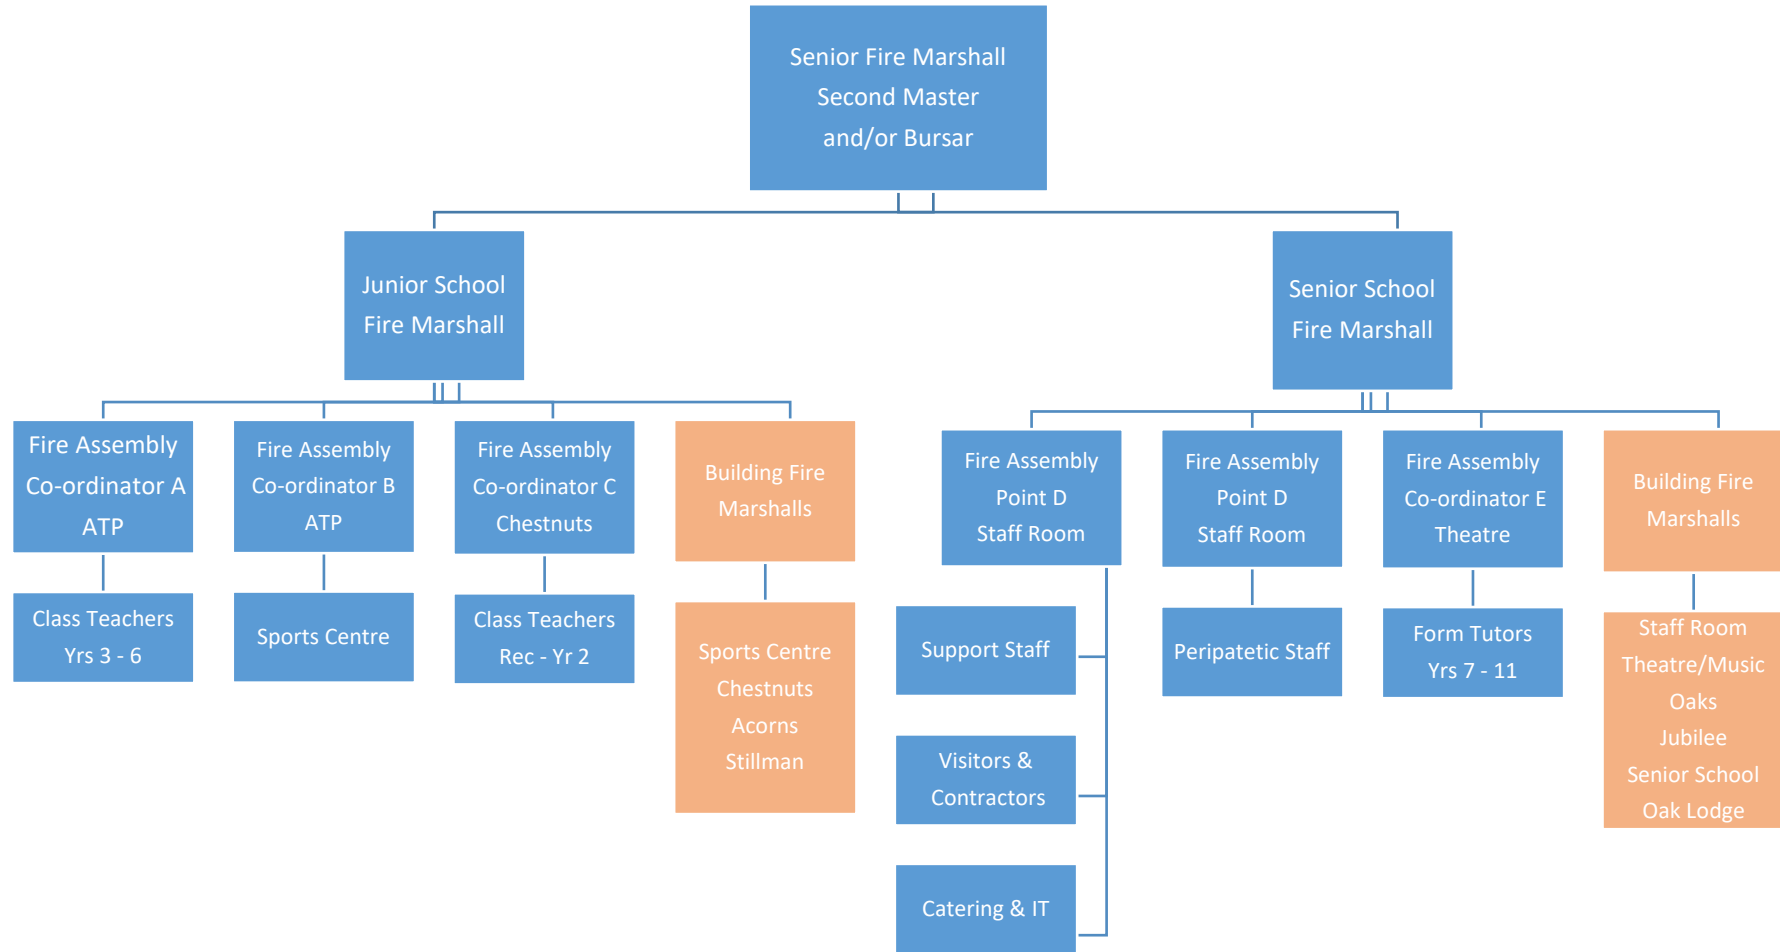 Senior Fire Marshall
Second Master
and/or Bursar
Junior School
Fire Marshall
Senior School
Fire Marshall
Fire Assembly
Co-ordinator A
ATP
Fire Assembly
Co-ordinator B
ATP
Fire Assembly
Co-ordinator C
Chestnuts
Building Fire
Marshalls
Fire Assembly
Point D
Staff Room
Fire Assembly
Point D
Staff Room
Fire Assembly
Co-ordinator E
Theatre
Building Fire
Marshalls
Class Teachers
Yrs 3 - 6
Sports Centre
Class Teachers
Rec - Yr 2
Sports Centre
Chestnuts
Acorns
Stillman
Support Staff
Visitors &
Contractors
Catering & IT
Peripatetic Staff
Form Tutors
Yrs 7 - 11
Staff Room
Theatre/Music
Oaks
Jubilee
Senior School
Oak Lodge